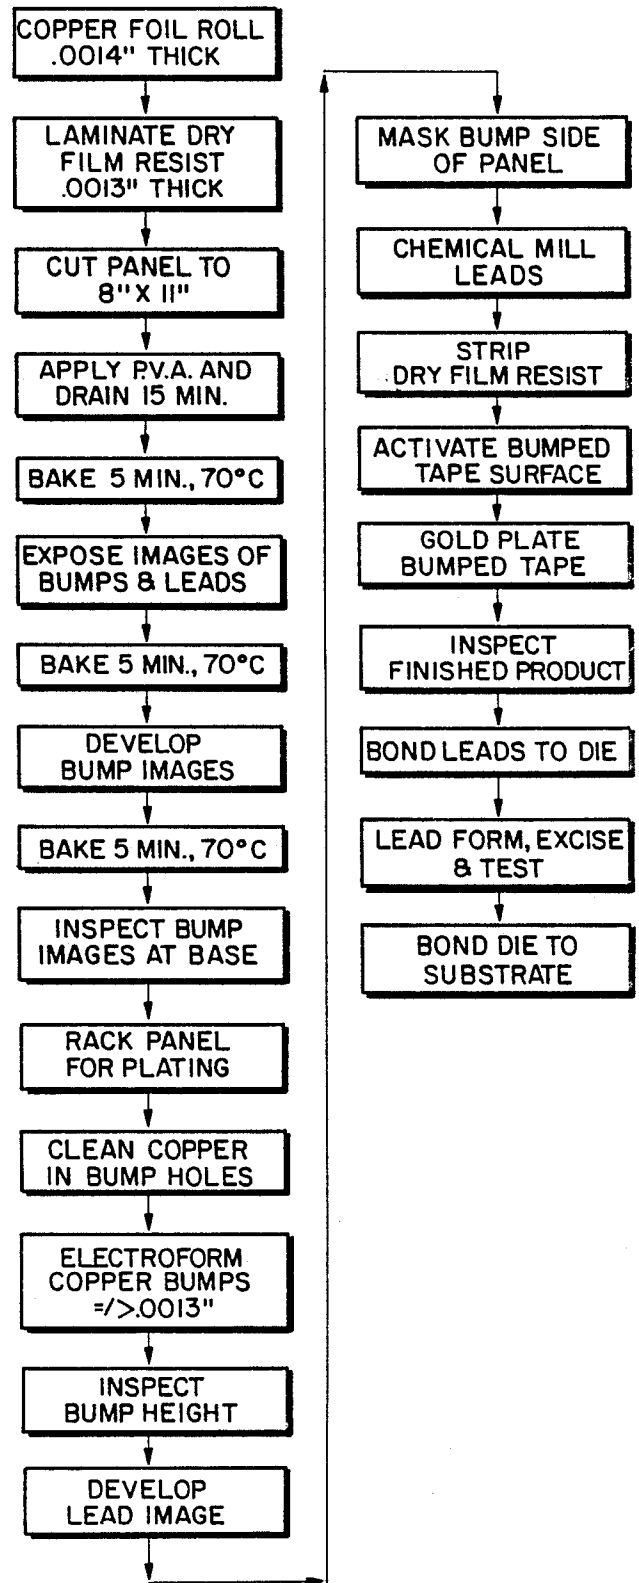 COPPER FOIL ROLL
.0014" THICK
LAMINATE DRY
FILM RESIST
.0013" THICK
CUT PANEL TO
8" X 11"
APPLY P.V.A. AND
DRAIN 15 MIN.
BAKE 5 MIN., 70°C
EXPOSE IMAGES OF
BUMPS & LEADS
BAKE 5 MIN., 70°C
DEVELOP
BUMP IMAGES
BAKE 5 MIN., 70°C
INSPECT BUMP
IMAGES AT BASE
RACK PANEL
FOR PLATING
CLEAN COPPER
IN BUMP HOLES
ELECTROFORM
COPPER BUMPS
=/>.0013"
INSPECT
BUMP HEIGHT
DEVELOP
LEAD IMAGE
MASK BUMP SIDE
OF PANEL
CHEMICAL MILL
LEADS
STRIP
DRY FILM RESIST
ACTIVATE BUMPED
TAPE SURFACE
GOLD PLATE
BUMPED TAPE
INSPECT
FINISHED PRODUCT
BOND LEADS TO DIE
LEAD FORM, EXCISE
& TEST
BOND DIE TO
SUBSTRATE